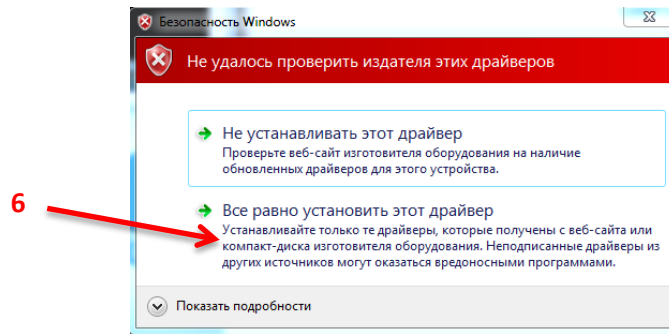 Безопасность Windows
Не удалось проверить издателя этих драйверов
Не устанавливать этот драйвер
Проверьте веб-сайт изготовителя оборудования на наличие
обновленных драйверов для этого устройства.
6
Все равно установить этот драйвер
Устанавливайте только те драйверы, которые получены с веб-сайта или
компакт-диска изготовителя оборудования. Неподписанные драйверы из
других источников могут оказаться вредоносными программами.
Показать подробности